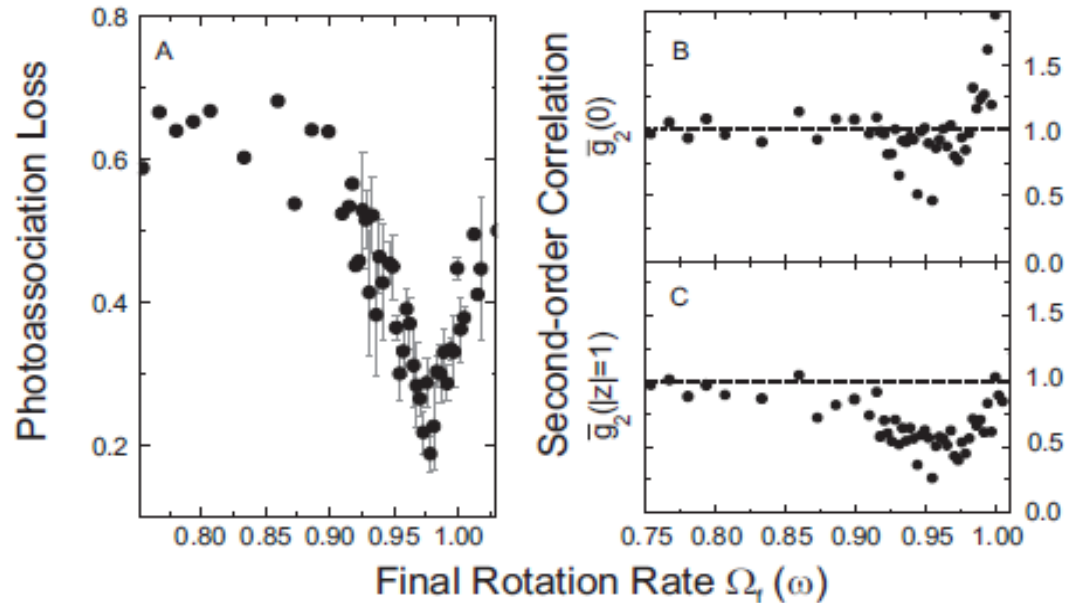 Photoassociation Loss
0.8
0.6
0.4
0.2
A
0.80 0.85 0.90 0.95 1.00
Second-order Correlation
g̅₂(0)
B
1.5
1.0
0.5
0.0
g̅₂(|z|=1)
C
1.5
1.0
0.5
0.0
0.75 0.80 0.85 0.90 0.95 1.00
Final Rotation Rate Ω_f (ω)